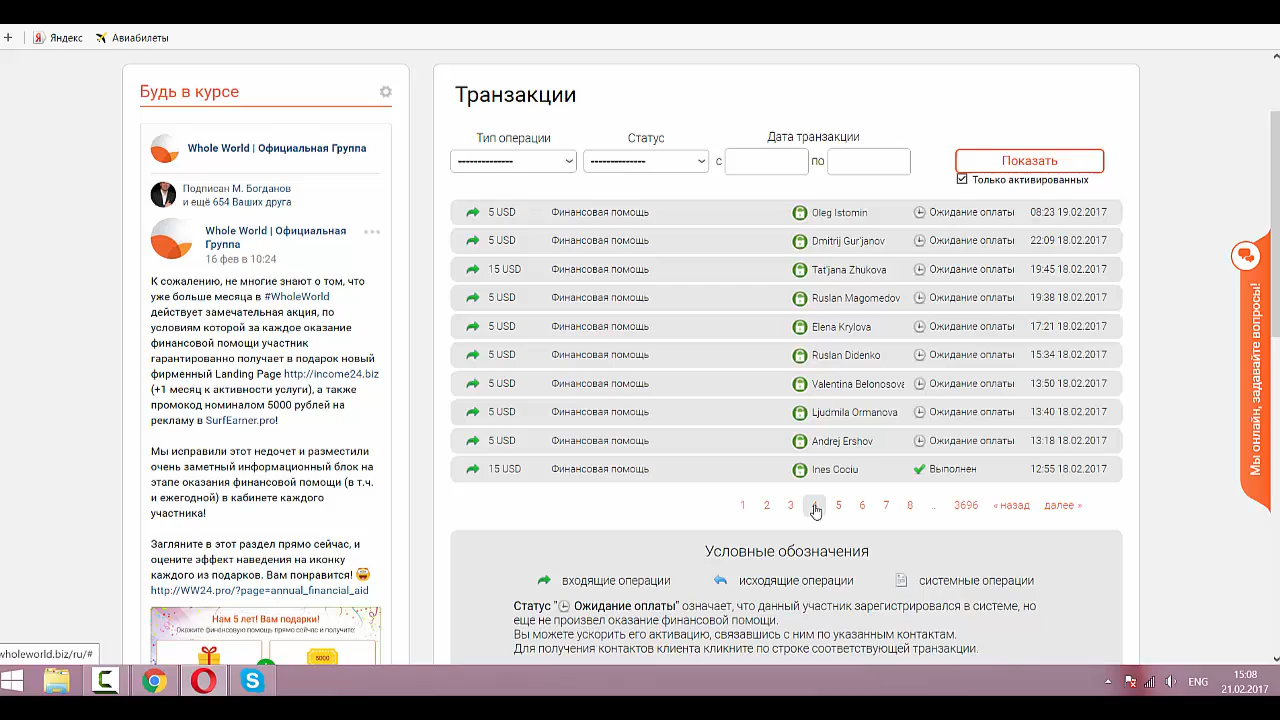 + Яндекс Авиабилеты
Будь в курсе
Whole World | Официальная Группа
Подписан М. Богданов
и ещё 654 Ваших друга
Whole World | Официальная
Группа
16 фев в 10:24
К сожалению, не многие знают о том, что
уже больше месяца в #WholeWorld
действует замечательная акция, по
условиям которой за каждое оказание
финансовой помощи участник
гарантированно получает в подарок новый
фирменный Landing Page http://income24.biz
(+1 месяц к активности услуги), а также
промокод номиналом 5000 рублей на
рекламу в SurfEarner.pro!
Мы исправили этот недочет и разместили
очень заметный информационный блок на
этапе оказания финансовой помощи (в т.ч.
и ежегодной) в кабинете каждого
участника!
Загляните в этот раздел прямо сейчас, и
оцените эффект наведения на иконку
каждого из подарков. Вам понравится!
http://WW24.pro/?page=annual_financial_aid
Нам 5 лет! Вам подарки!
Окажите финансовую помощь прямо сейчас и получите:
5000
Транзакции
Тип операции Статус Дата транзакции
-------------- -------------- с по Показать
Только активированных
5 USD Финансовая помощь Oleg Istomin Ожидание оплаты 08:23 19.02.2017
5 USD Финансовая помощь Dmitrij Gur'janov Ожидание оплаты 22:09 18.02.2017
15 USD Финансовая помощь Tat'jana Zhukova Ожидание оплаты 19:45 18.02.2017
5 USD Финансовая помощь Ruslan Magomedov Ожидание оплаты 19:38 18.02.2017
5 USD Финансовая помощь Elena Krylova Ожидание оплаты 17:21 18.02.2017
5 USD Финансовая помощь Ruslan Didenko Ожидание оплаты 15:34 18.02.2017
5 USD Финансовая помощь Valentina Belonosova Ожидание оплаты 13:50 18.02.2017
5 USD Финансовая помощь Ljudmila Ormanova Ожидание оплаты 13:40 18.02.2017
5 USD Финансовая помощь Andrej Ershov Ожидание оплаты 13:18 18.02.2017
15 USD Финансовая помощь Ines Cociu Выполнен 12:55 18.02.2017
1 2 3 4 5 6 7 8 .. 3696 « назад далее »
Условные обозначения
входящие операции исходящие операции системные операции
Статус " Ожидание оплаты" означает, что данный участник зарегистрировался в системе, но
еще не произвел оказание финансовой помощи.
Вы можете ускорить его активацию, связавшись с ним по указанным контактам.
Для получения контактов клиента кликните по строке соответствующей транзакции.
Мы онлайн, задавайте вопросы!
wholeworld.biz/ru/#
ENG
15:08
21.02.2017